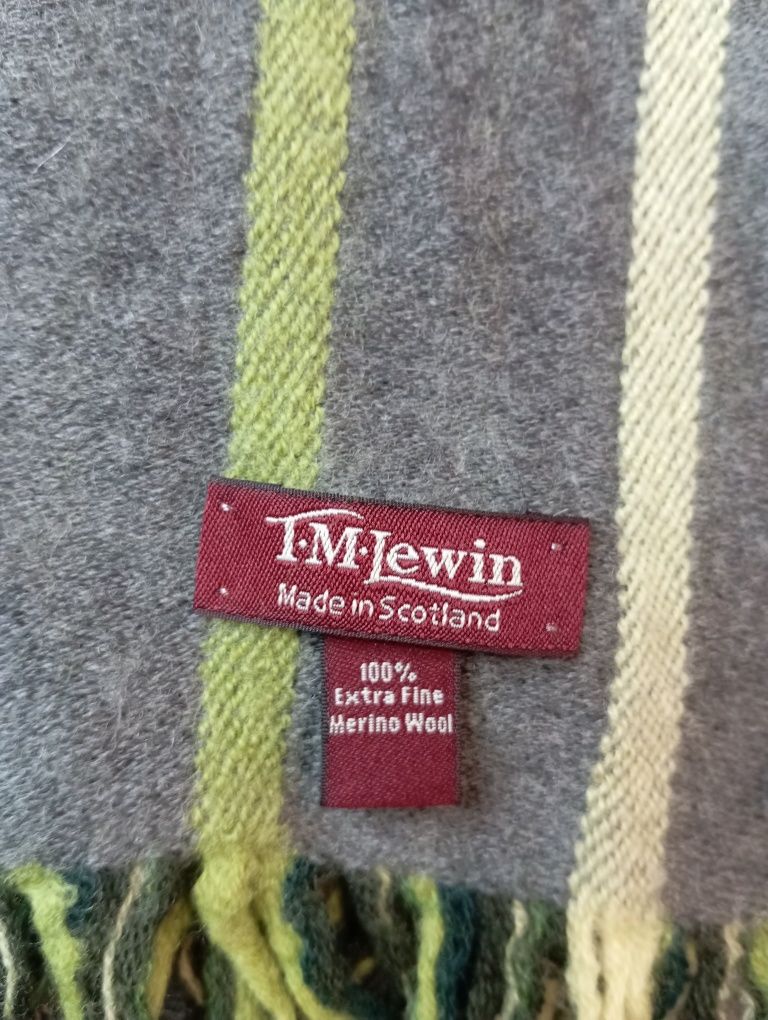 T·M·Lewin
Made in Scotland
100%
Extra Fine
Merino Wool